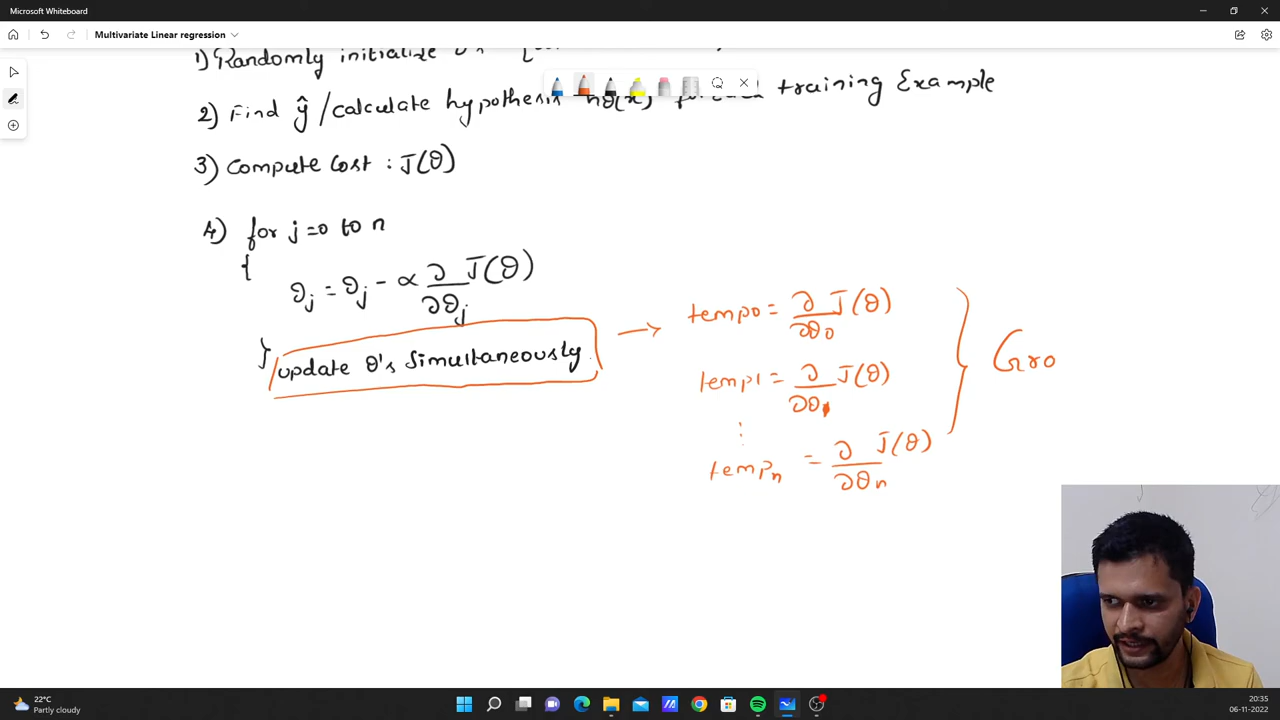 Microsoft Whiteboard
Multivariate Linear regression
1) Randomly initialize
2) Find ŷ /calculate hypothesis hθ(x) training Example
3) Compute Cost : J(θ)
4) for j=0 to n
{
θj = θj - α ∂/∂θj J(θ)
} update θ's Simultaneously
temp0 = ∂/∂θ0 J(θ)
temp1 = ∂/∂θ1 J(θ)
⋮
tempn = ∂/∂θn J(θ)
Gro
22°C
Partly cloudy
20:35
06-11-2022